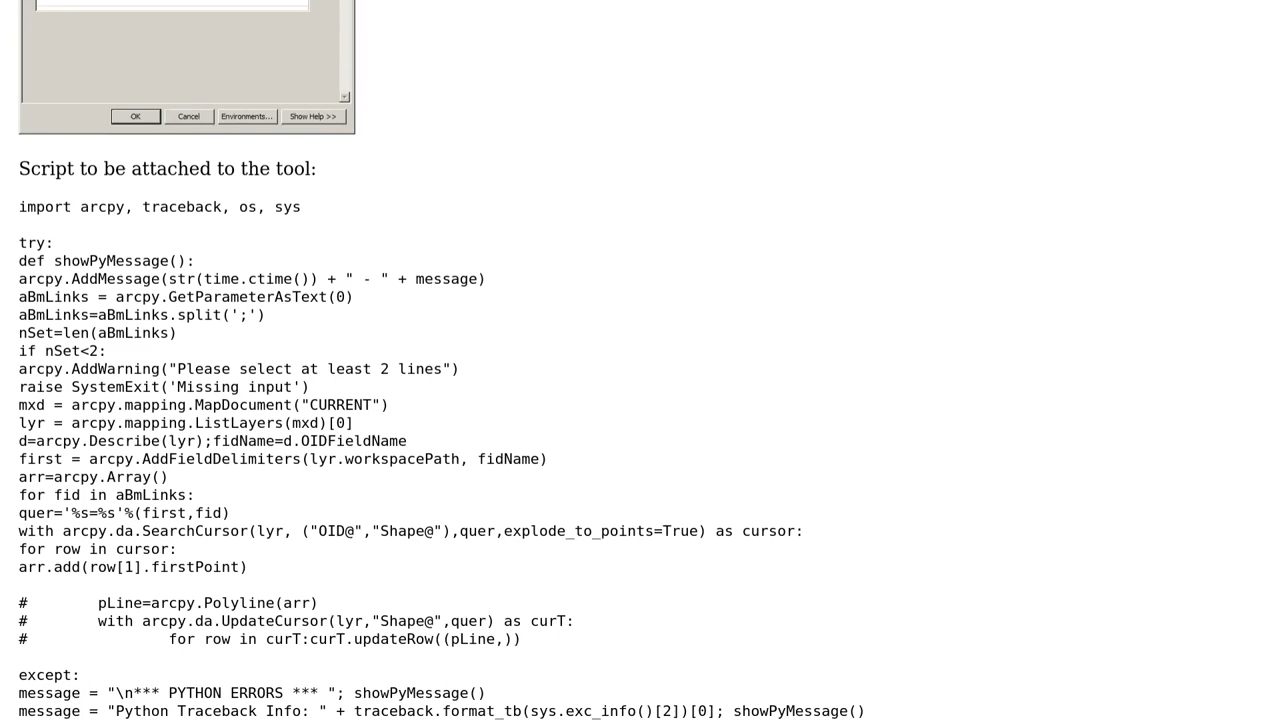 OK Cancel Environments... Show Help >>
Script to be attached to the tool:
import arcpy, traceback, os, sys
try:
def showPyMessage():
arcpy.AddMessage(str(time.ctime()) + " - " + message)
aBmLinks = arcpy.GetParameterAsText(0)
aBmLinks=aBmLinks.split(';')
nSet=len(aBmLinks)
if nSet<2:
arcpy.AddWarning("Please select at least 2 lines")
raise SystemExit('Missing input')
mxd = arcpy.mapping.MapDocument("CURRENT")
lyr = arcpy.mapping.ListLayers(mxd)[0]
d=arcpy.Describe(lyr);fidName=d.OIDFieldName
first = arcpy.AddFieldDelimiters(lyr.workspacePath, fidName)
arr=arcpy.Array()
for fid in aBmLinks:
quer='%s=%s'%(first,fid)
with arcpy.da.SearchCursor(lyr, ("OID@","Shape@"),quer,explode_to_points=True) as cursor:
for row in cursor:
arr.add(row[1].firstPoint)
#        pLine=arcpy.Polyline(arr)
#        with arcpy.da.UpdateCursor(lyr,"Shape@",quer) as curT:
#                for row in curT:curT.updateRow((pLine,))
except:
message = "\n*** PYTHON ERRORS *** "; showPyMessage()
message = "Python Traceback Info: " + traceback.format_tb(sys.exc_info()[2])[0]; showPyMessage()